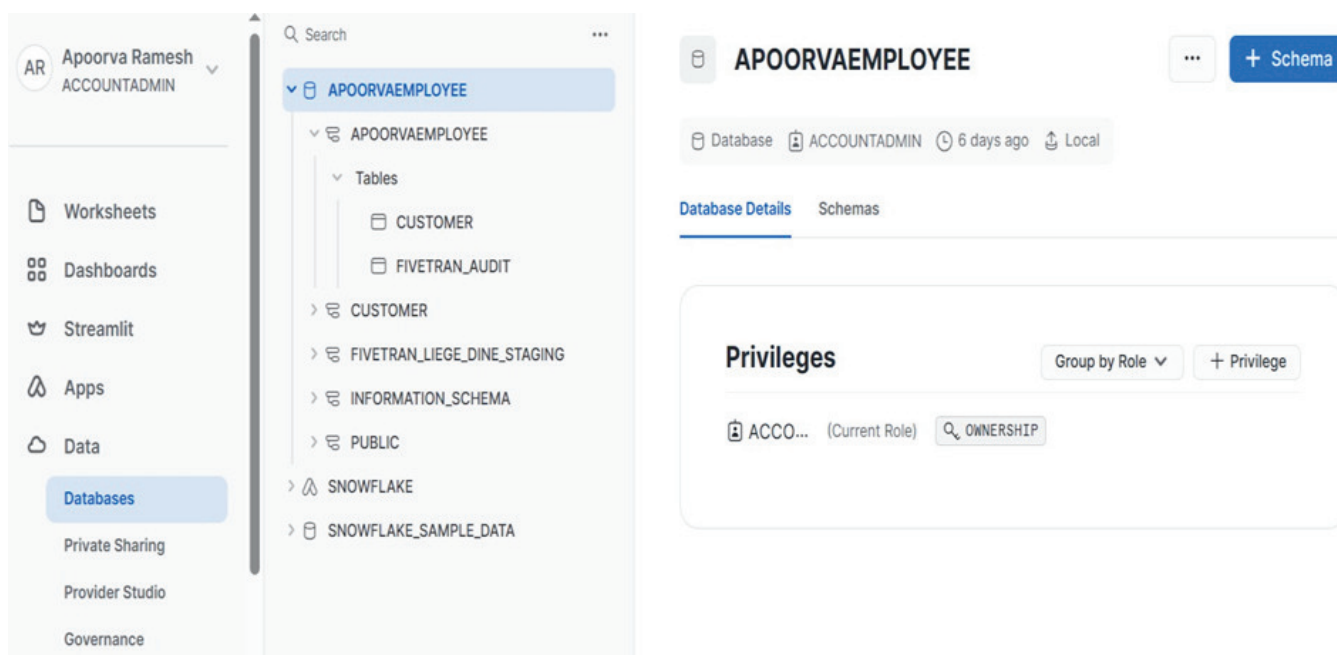 AR
Apoorva Ramesh
ACCOUNTADMIN
Worksheets
Dashboards
Streamlit
Apps
Data
Databases
Private Sharing
Provider Studio
Governance
Search
...
APOORVAEMPLOYEE
APOORVAEMPLOYEE
Tables
CUSTOMER
FIVETRAN_AUDIT
CUSTOMER
FIVETRAN_LIEGE_DINE_STAGING
INFORMATION_SCHEMA
PUBLIC
SNOWFLAKE
SNOWFLAKE_SAMPLE_DATA
APOORVAEMPLOYEE
... + Schema
Database ACCOUNTADMIN 6 days ago Local
Database Details Schemas
Privileges Group by Role + Privilege
ACCO... (Current Role) OWNERSHIP